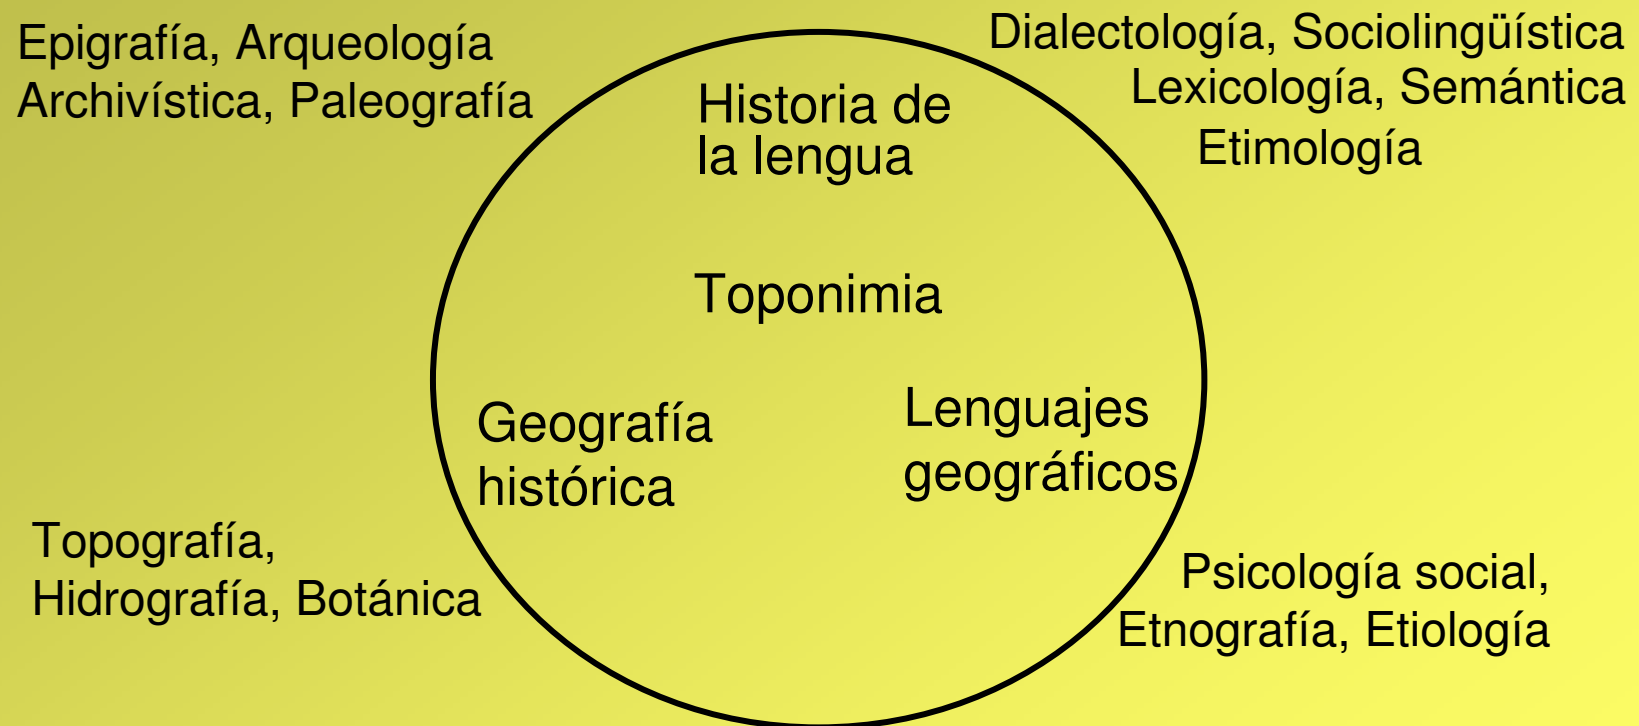 Epigrafía, Arqueología
Archivística, Paleografía
Dialectología, Sociolingüística
Lexicología, Semántica
Etimología
Historia de
la lengua
Toponimia
Geografía
histórica
Lenguajes
geográficos
Topografía,
Hidrografía, Botánica
Psicología social,
Etnografía, Etiología